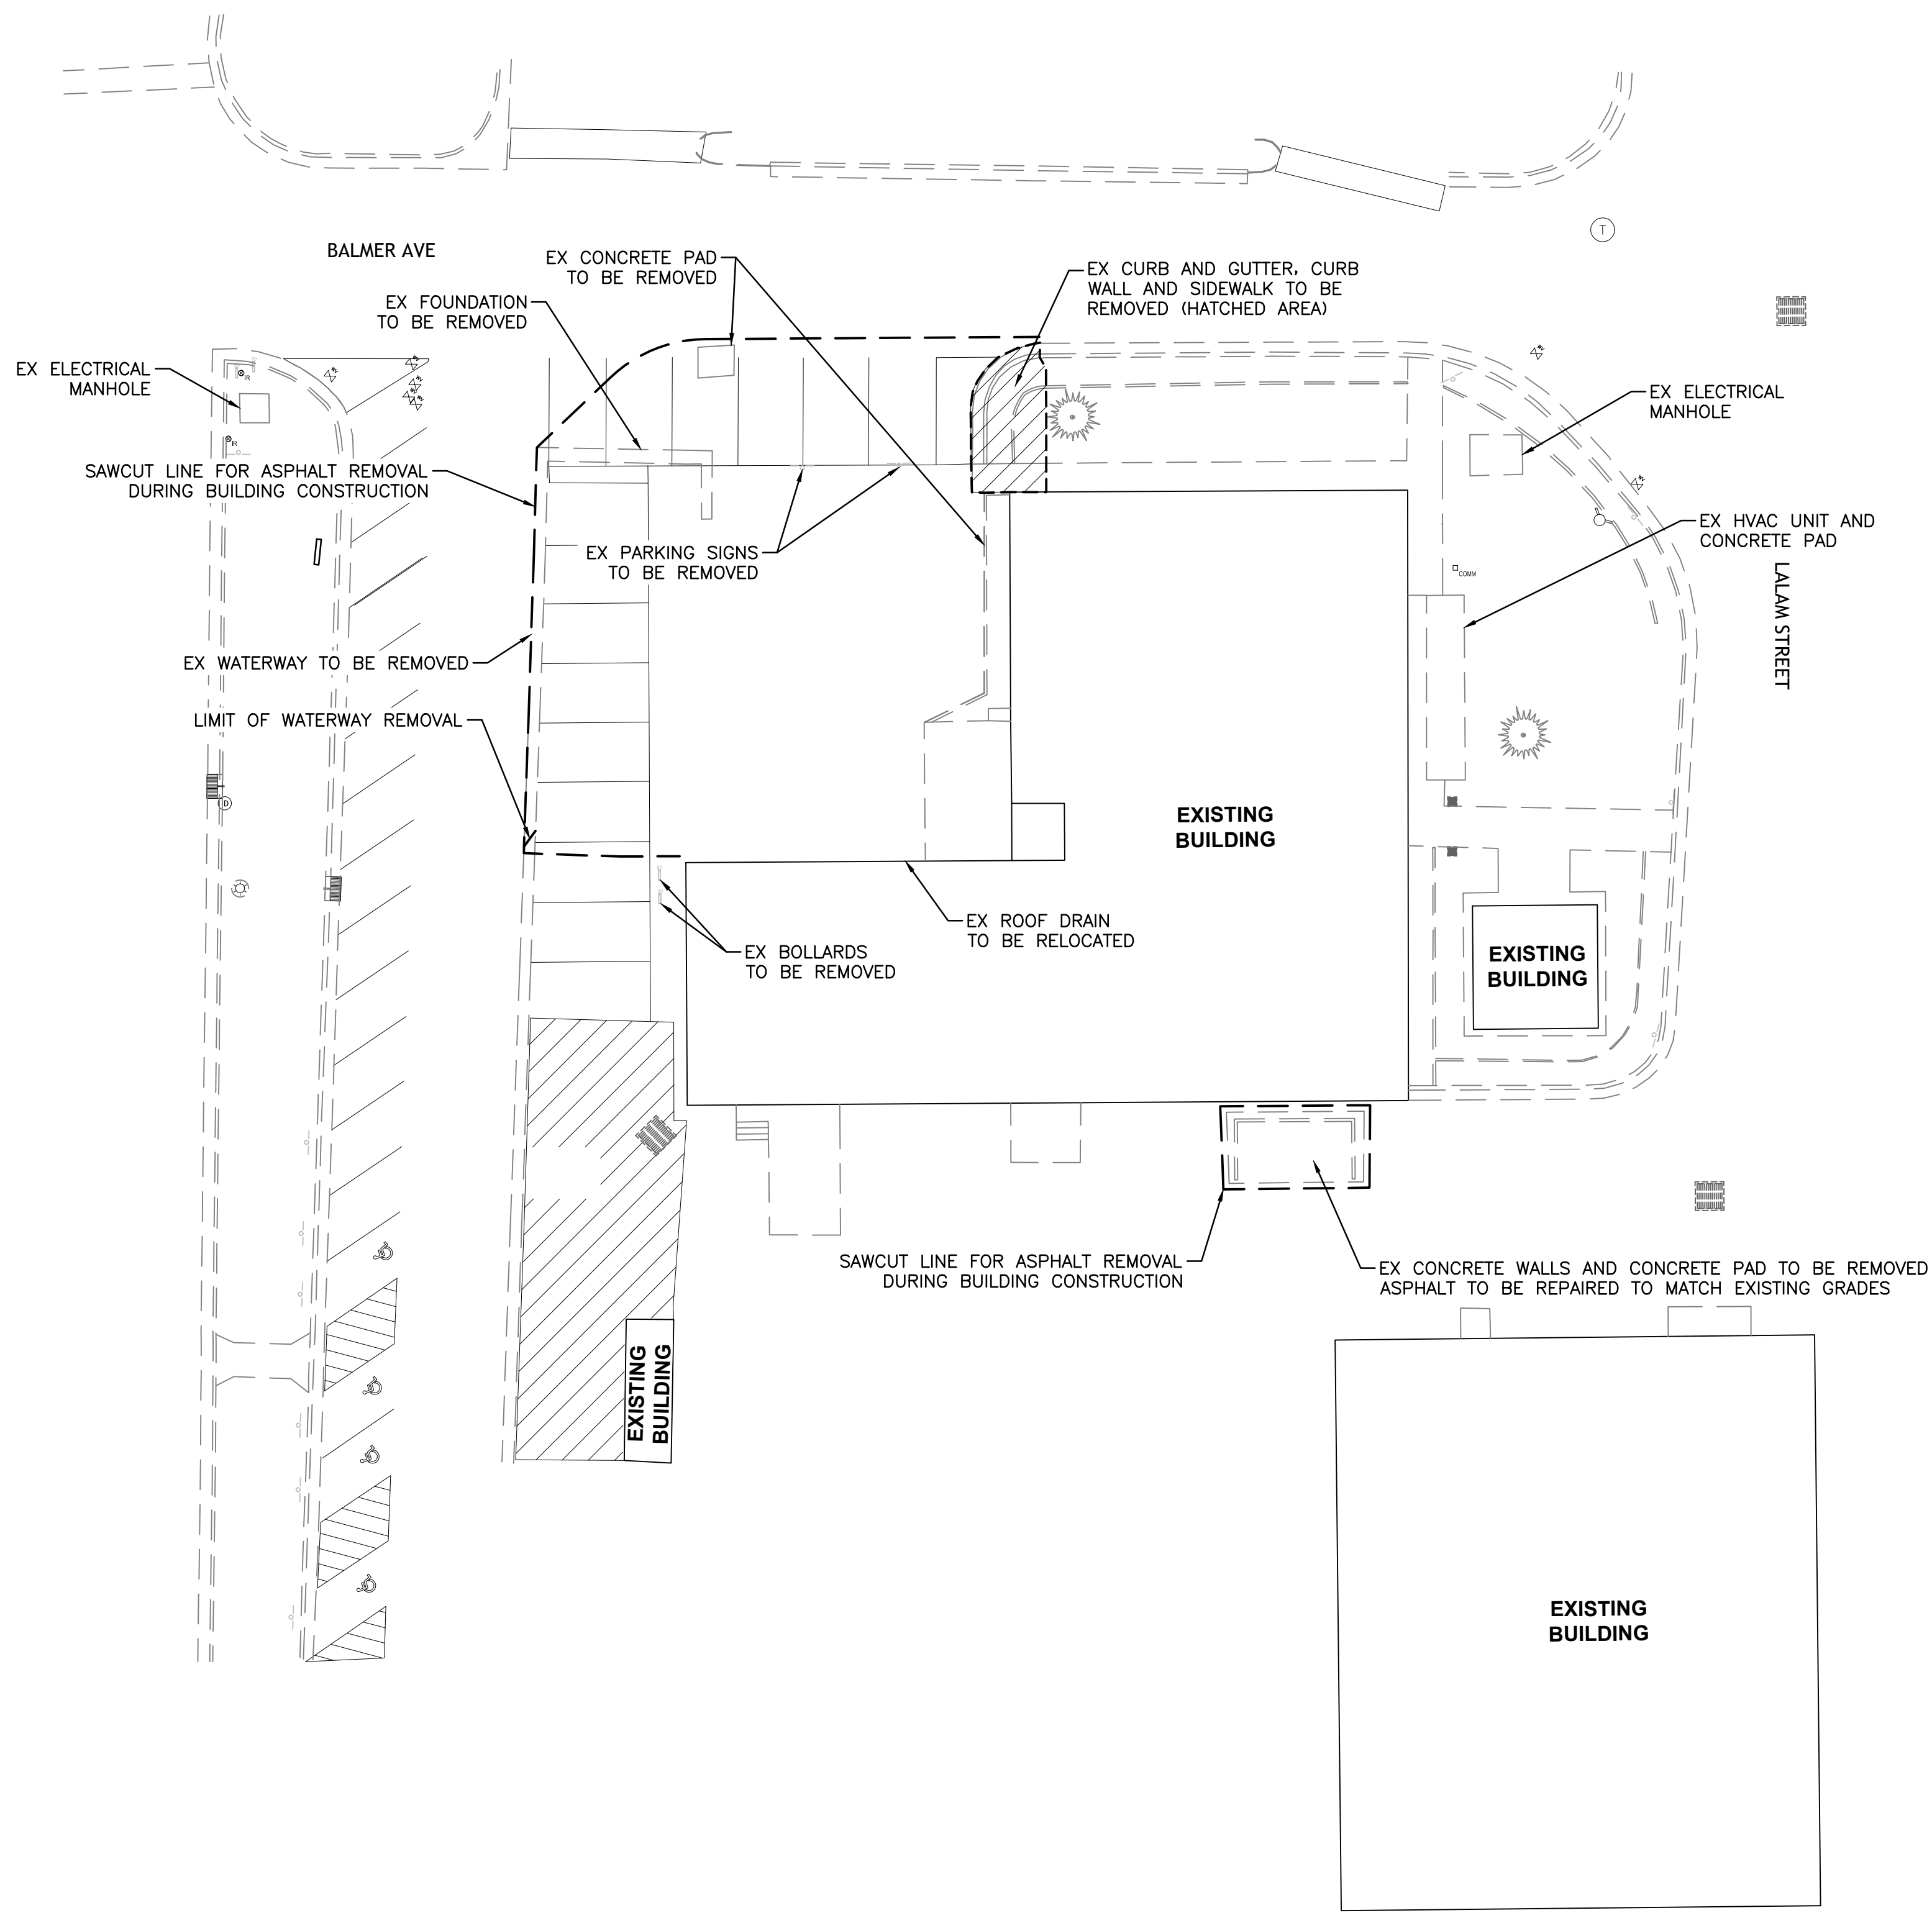 BALMER AVE
EX CONCRETE PAD
TO BE REMOVED
EX CURB AND GUTTER, CURB
WALL AND SIDEWALK TO BE
REMOVED (HATCHED AREA)
T
EX FOUNDATION
TO BE REMOVED
EX ELECTRICAL
MANHOLE
IR
IR
EX ELECTRICAL
MANHOLE
SAWCUT LINE FOR ASPHALT REMOVAL
DURING BUILDING CONSTRUCTION
EX PARKING SIGNS
TO BE REMOVED
EX HVAC UNIT AND
CONCRETE PAD
COMM
LALAM STREET
EX WATERWAY TO BE REMOVED
LIMIT OF WATERWAY REMOVAL
D
EXISTING
BUILDING
EX ROOF DRAIN
TO BE RELOCATED
EX BOLLARDS
TO BE REMOVED
EXISTING
BUILDING
SAWCUT LINE FOR ASPHALT REMOVAL
DURING BUILDING CONSTRUCTION
EX CONCRETE WALLS AND CONCRETE PAD TO BE REMOVED
ASPHALT TO BE REPAIRED TO MATCH EXISTING GRADES
EXISTING
BUILDING
EXISTING
BUILDING